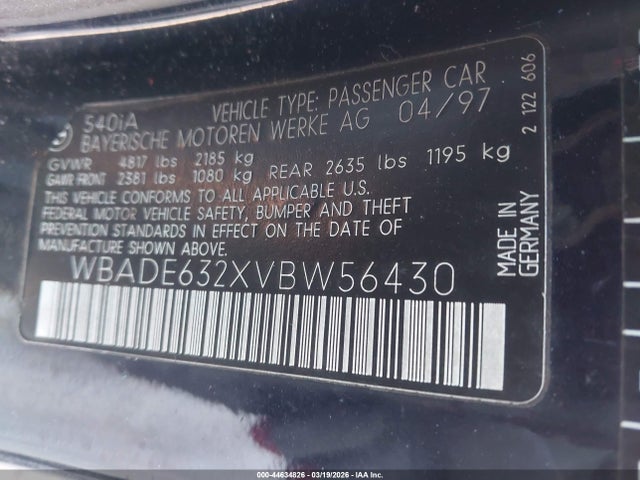 540iA VEHICLE TYPE: PASSENGER CAR
BAYERISCHE MOTOREN WERKE AG 04/97
GVWR 4817 lbs 2185 kg
GAWR FRONT 2381 lbs 1080 kg REAR 2635 lbs 1195 kg
THIS VEHICLE CONFORMS TO ALL APPLICABLE U.S.
FEDERAL MOTOR VEHICLE SAFETY, BUMPER AND THEFT
PREVENTION STANDARDS IN EFFECT ON THE DATE OF
MANUFACTURE SHOWN ABOVE.
WBADE632XVBW56430
MADE IN
GERMANY
2 122 606
000-44634826 - 03/19/2026 - IAA Inc.